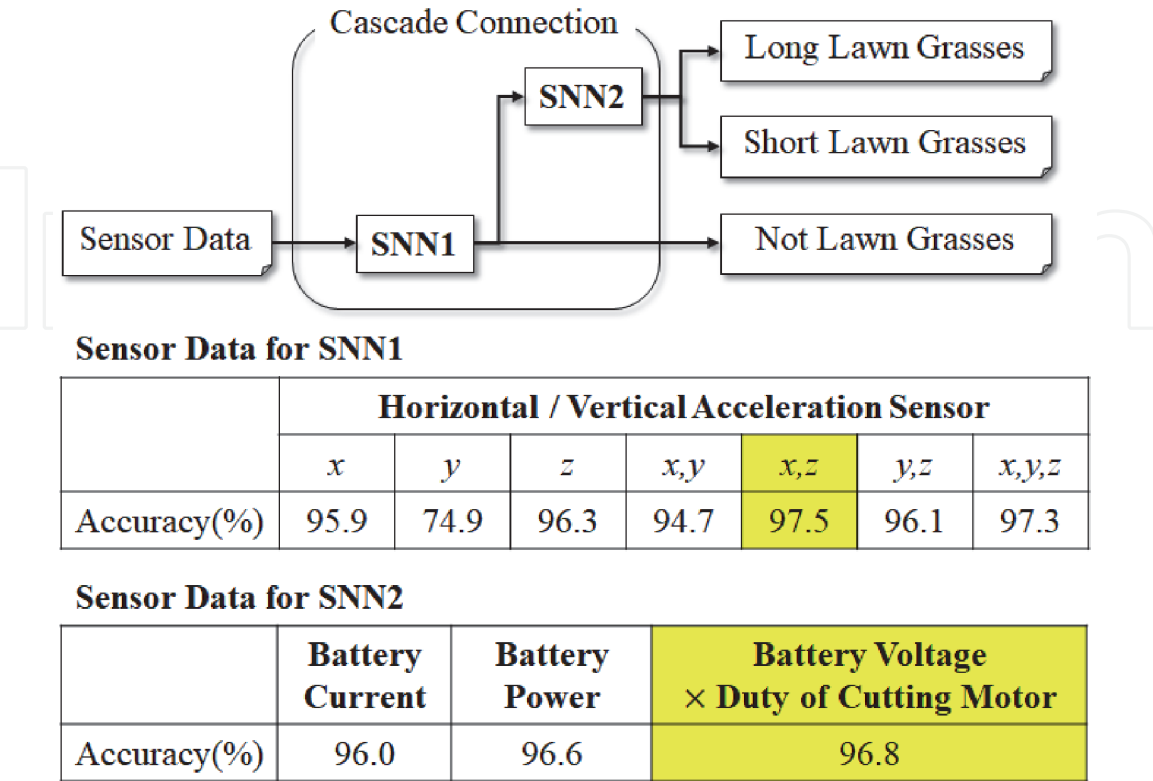 Cascade Connection
Long Lawn Grasses
SNN2
Short Lawn Grasses
Sensor Data
SNN1
Not Lawn Grasses
Sensor Data for SNN1
Horizontal / Vertical Acceleration Sensor
x y z x,y x,z y,z x,y,z
Accuracy(%) 95.9 74.9 96.3 94.7 97.5 96.1 97.3
Sensor Data for SNN2
Battery Battery Battery Voltage
Current Power × Duty of Cutting Motor
Accuracy(%) 96.0 96.6 96.8